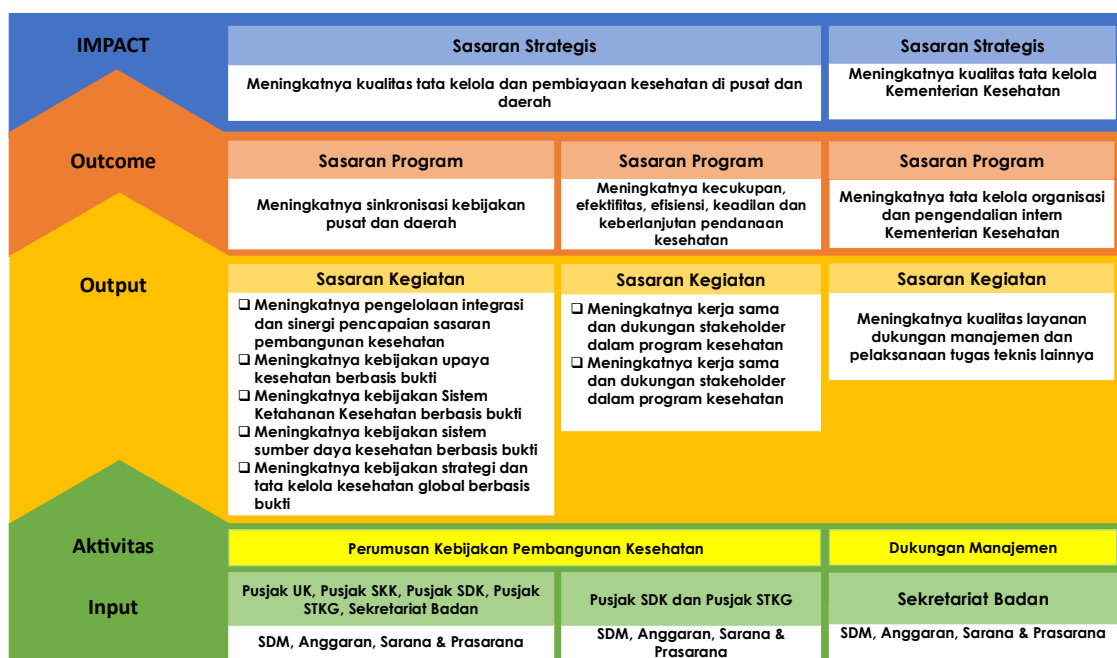 IMPACT
Sasaran Strategis
Meningkatnya kualitas tata kelola dan pembiayaan kesehatan di pusat dan
daerah
Sasaran Strategis
Meningkatnya kualitas tata kelola
Kementerian Kesehatan
Outcome
Sasaran Program
Meningkatnya sinkronisasi kebijakan
pusat dan daerah
Sasaran Program
Meningkatnya kecukupan,
efektifitas, efisiensi, keadilan dan
keberlanjutan pendanaan
kesehatan
Sasaran Program
Meningkatnya tata kelola organisasi
dan pengendalian intern
Kementerian Kesehatan
Output
Sasaran Kegiatan
❑ Meningkatnya pengelolaan integrasi
dan sinergi pencapaian sasaran
pembangunan kesehatan
❑ Meningkatnya kebijakan upaya
kesehatan berbasis bukti
❑ Meningkatnya kebijakan Sistem
Ketahanan Kesehatan berbasis bukti
❑ Meningkatnya kebijakan sistem
sumber daya kesehatan berbasis bukti
❑ Meningkatnya kebijakan strategi dan
tata kelola kesehatan global berbasis
bukti
Sasaran Kegiatan
❑ Meningkatnya kerja sama
dan dukungan stakeholder
dalam program kesehatan
❑ Meningkatnya kerja sama
dan dukungan stakeholder
dalam program kesehatan
Sasaran Kegiatan
Meningkatnya kualitas layanan
dukungan manajemen dan
pelaksanaan tugas teknis lainnya
Aktivitas
Perumusan Kebijakan Pembangunan Kesehatan
Dukungan Manajemen
Input
Pusjak UK, Pusjak SKK, Pusjak SDK, Pusjak
STKG, Sekretariat Badan
SDM, Anggaran, Sarana & Prasarana
Pusjak SDK dan Pusjak STKG
SDM, Anggaran, Sarana &
Prasarana
Sekretariat Badan
SDM, Anggaran, Sarana & Prasarana